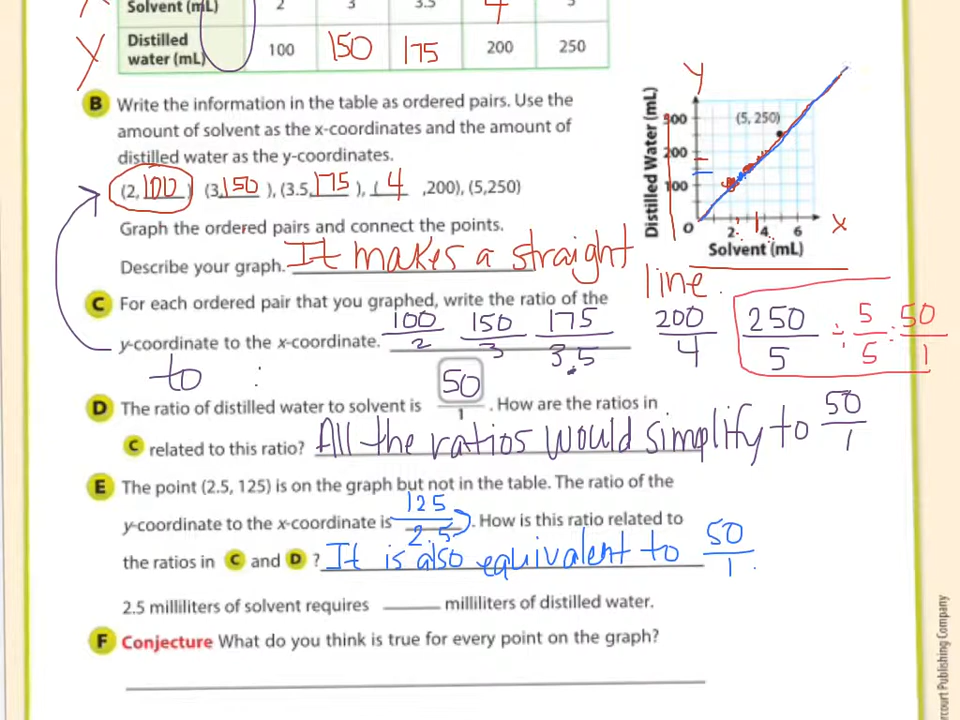 X Solvent (mL) 2 3 3.5 4 5
Y Distilled water (mL) 100 150 175 200 250
B Write the information in the table as ordered pairs. Use the
amount of solvent as the x-coordinates and the amount of
distilled water as the y-coordinates.
(2, 100 ) (3, 150 ), (3.5, 175 ), ( 4 ,200), (5,250)
Graph the ordered pairs and connect the points.
Describe your graph. It makes a straight
line.
Y
Distilled Water (mL)
300
200
100
(5, 250)
O 2 4 6 X
Solvent (mL)
C For each ordered pair that you graphed, write the ratio of the
y-coordinate to the x-coordinate. 100/2 150/3 175/3.5 200/4 250/5 ÷ 5/5 : 50/1
to :
D The ratio of distilled water to solvent is 50/1. How are the ratios in
C related to this ratio? All the ratios would simplify to 50/1
E The point (2.5, 125) is on the graph but not in the table. The ratio of the
y-coordinate to the x-coordinate is 125/2.5. How is this ratio related to
the ratios in C and D ? It is also equivalent to 50/1.
2.5 milliliters of solvent requires ____ milliliters of distilled water.
F Conjecture What do you think is true for every point on the graph?
rcourt Publishing Company